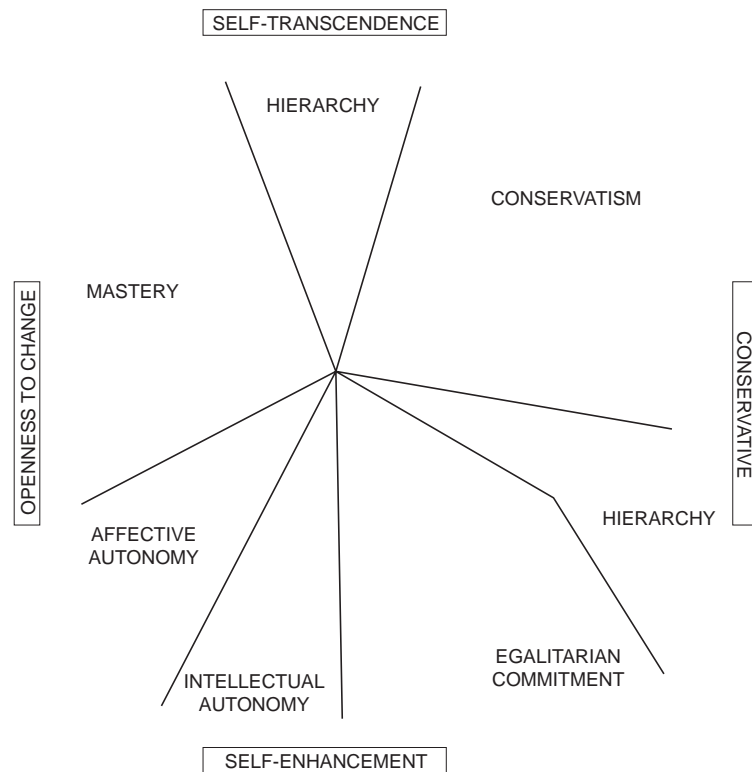 SELF-TRANSCENDENCE
HIERARCHY
CONSERVATISM
MASTERY
OPENNESS TO CHANGE
CONSERVATIVE
HIERARCHY
AFFECTIVE
AUTONOMY
EGALITARIAN
COMMITMENT
INTELLECTUAL
AUTONOMY
SELF-ENHANCEMENT